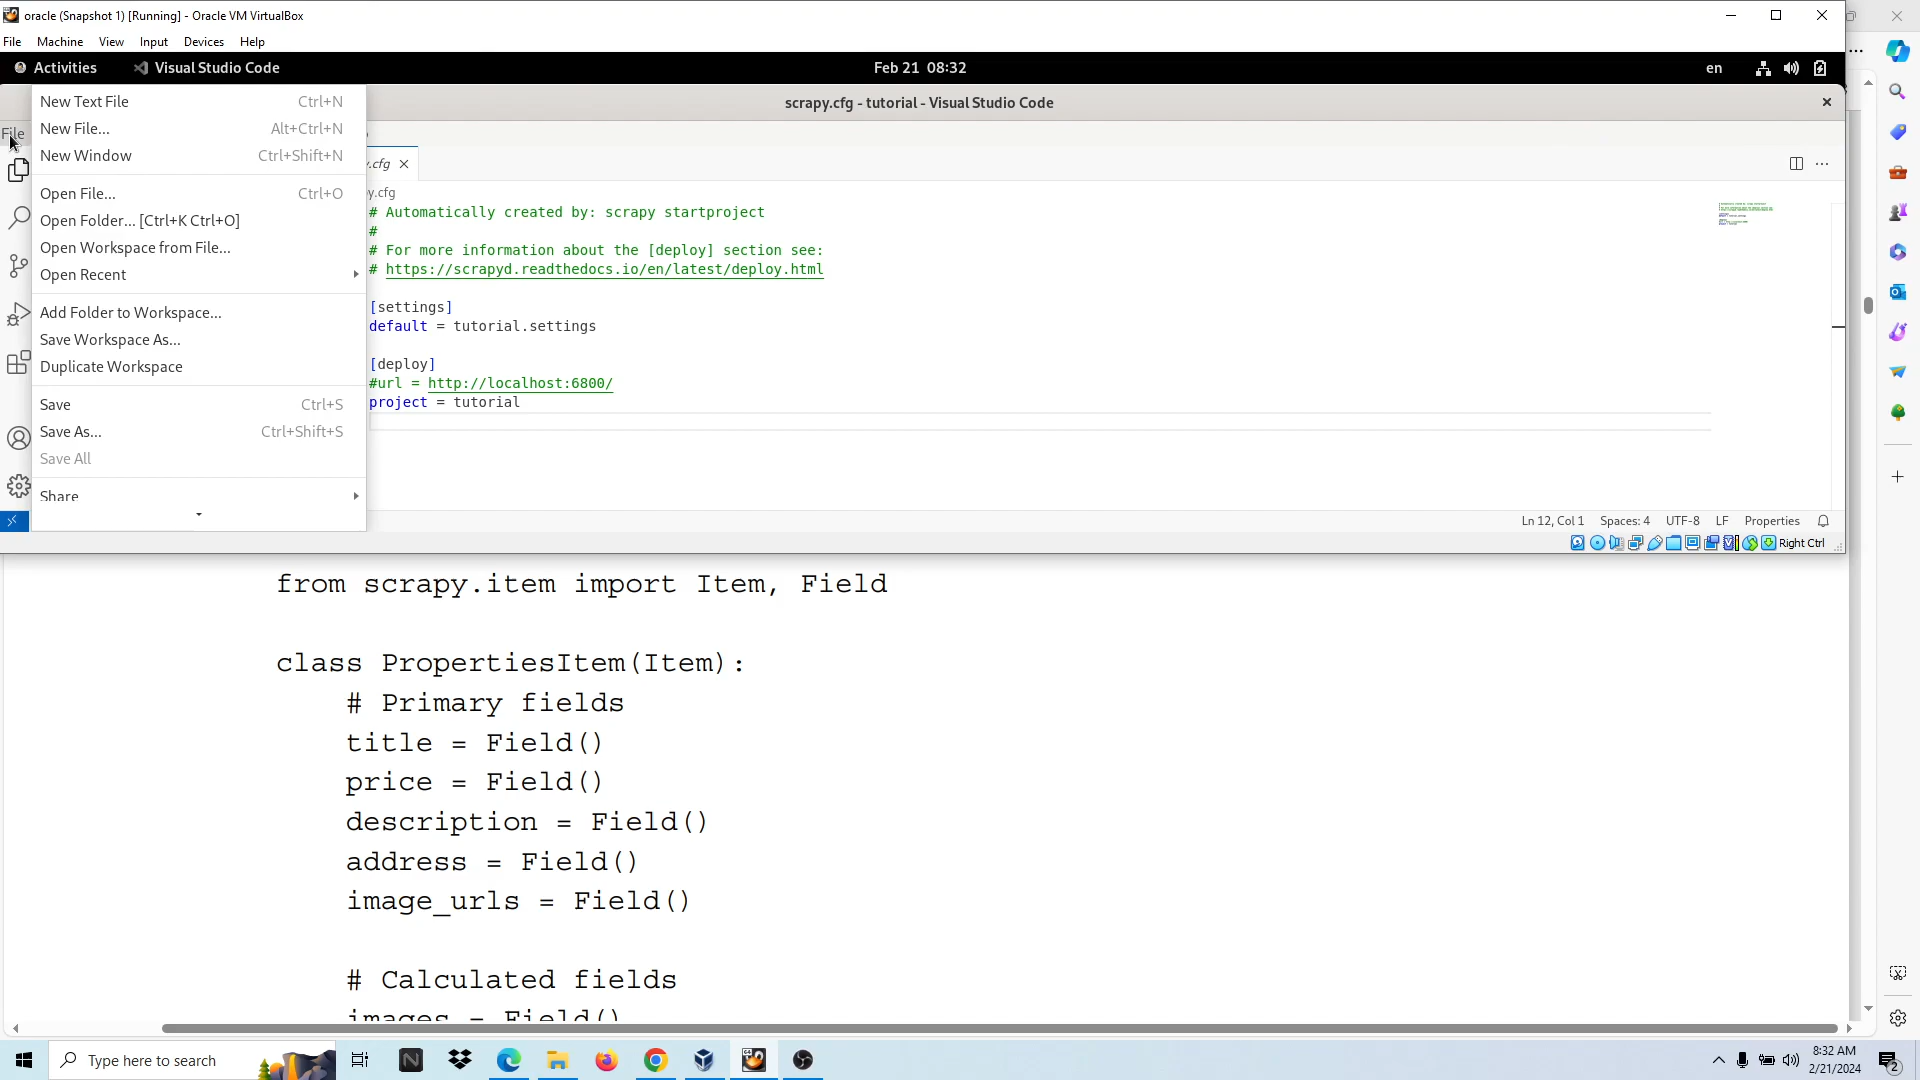 oracle (Snapshot 1) [Running] - Oracle VM VirtualBox
File Machine View Input Devices Help
Activities Visual Studio Code Feb 21 08:32 en
scrapy.cfg - tutorial - Visual Studio Code
File
New Text File Ctrl+N
New File... Alt+Ctrl+N
New Window Ctrl+Shift+N
Open File... Ctrl+O
Open Folder... [Ctrl+K Ctrl+O]
Open Workspace from File...
Open Recent
Add Folder to Workspace...
Save Workspace As...
Duplicate Workspace
Save Ctrl+S
Save As... Ctrl+Shift+S
Save All
Share
y.cfg
y.cfg
# Automatically created by: scrapy startproject
#
# For more information about the [deploy] section see:
# https://scrapyd.readthedocs.io/en/latest/deploy.html
[settings]
default = tutorial.settings
[deploy]
#url = http://localhost:6800/
project = tutorial
Ln 12, Col 1 Spaces: 4 UTF-8 LF Properties
Right Ctrl
from scrapy.item import Item, Field
class PropertiesItem(Item):
# Primary fields
title = Field()
price = Field()
description = Field()
address = Field()
image_urls = Field()
# Calculated fields
images = Field()
Type here to search
8:32 AM
2/21/2024
2